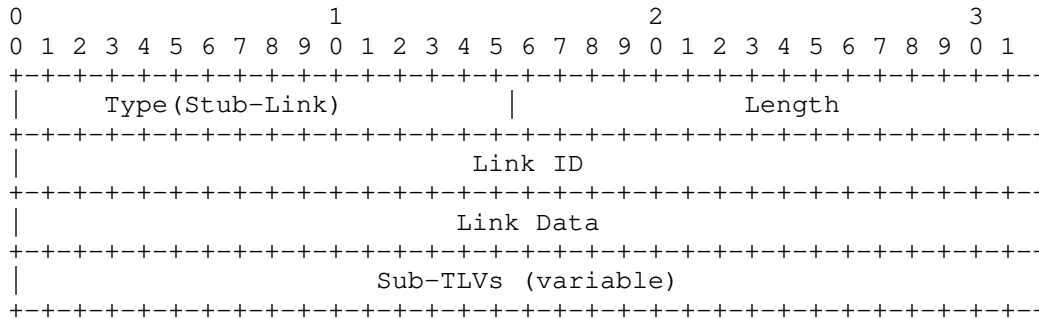 0                   1                   2                   3
0 1 2 3 4 5 6 7 8 9 0 1 2 3 4 5 6 7 8 9 0 1 2 3 4 5 6 7 8 9 0 1
+-+-+-+-+-+-+-+-+-+-+-+-+-+-+-+-+-+-+-+-+-+-+-+-+-+-+-+-+-+-+-+--
|     Type(Stub-Link)           |              Length
+-+-+-+-+-+-+-+-+-+-+-+-+-+-+-+-+-+-+-+-+-+-+-+-+-+-+-+-+-+-+-+--
|                            Link ID
+-+-+-+-+-+-+-+-+-+-+-+-+-+-+-+-+-+-+-+-+-+-+-+-+-+-+-+-+-+-+-+--
|                           Link Data
+-+-+-+-+-+-+-+-+-+-+-+-+-+-+-+-+-+-+-+-+-+-+-+-+-+-+-+-+-+-+-+--
|                      Sub-TLVs (variable)
+-+-+-+-+-+-+-+-+-+-+-+-+-+-+-+-+-+-+-+-+-+-+-+-+-+-+-+-+-+-+-+--